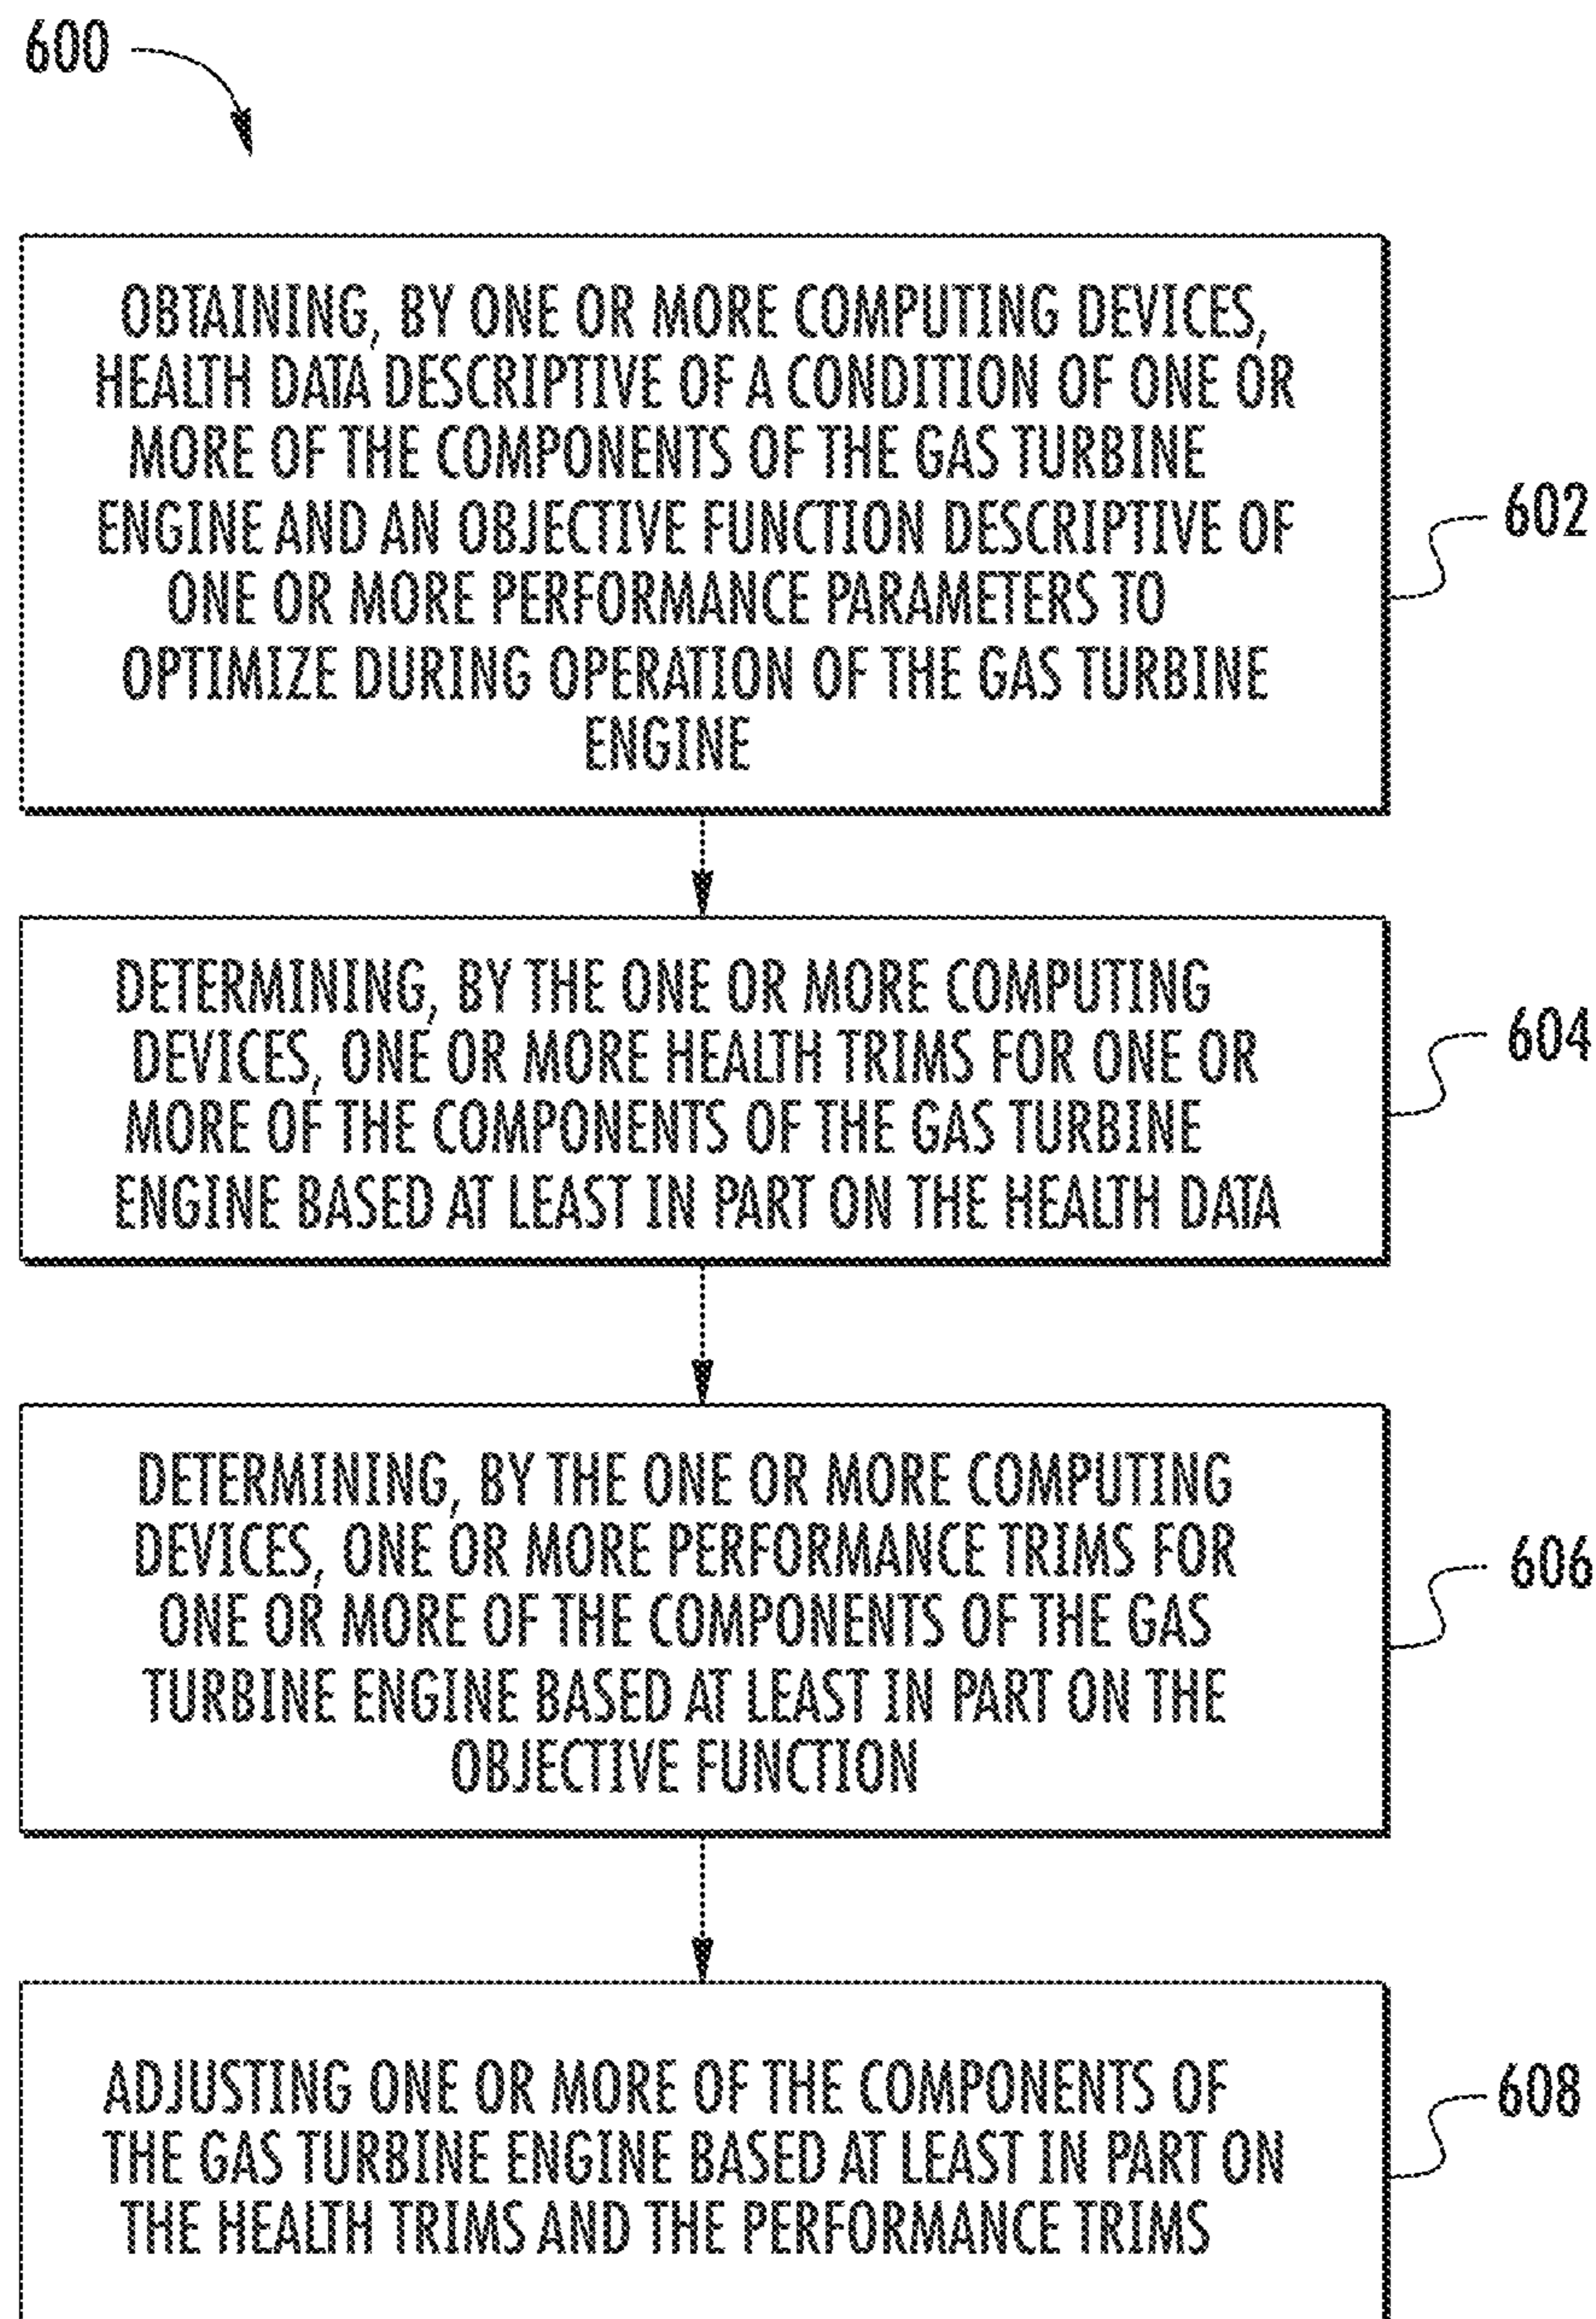 600
OBTAINING, BY ONE OR MORE COMPUTING DEVICES,
HEALTH DATA DESCRIPTIVE OF A CONDITION OF ONE OR
MORE OF THE COMPONENTS OF THE GAS TURBINE
ENGINE AND AN OBJECTIVE FUNCTION DESCRIPTIVE OF
ONE OR MORE PERFORMANCE PARAMETERS TO
OPTIMIZE DURING OPERATION OF THE GAS TURBINE
ENGINE
602
DETERMINING, BY THE ONE OR MORE COMPUTING
DEVICES, ONE OR MORE HEALTH TRIMS FOR ONE OR
MORE OF THE COMPONENTS OF THE GAS TURBINE
ENGINE BASED AT LEAST IN PART ON THE HEALTH DATA
604
DETERMINING, BY THE ONE OR MORE COMPUTING
DEVICES, ONE OR MORE PERFORMANCE TRIMS FOR
ONE OR MORE OF THE COMPONENTS OF THE GAS
TURBINE ENGINE BASED AT LEAST IN PART ON THE
OBJECTIVE FUNCTION
606
ADJUSTING ONE OR MORE OF THE COMPONENTS OF
THE GAS TURBINE ENGINE BASED AT LEAST IN PART ON
THE HEALTH TRIMS AND THE PERFORMANCE TRIMS
608